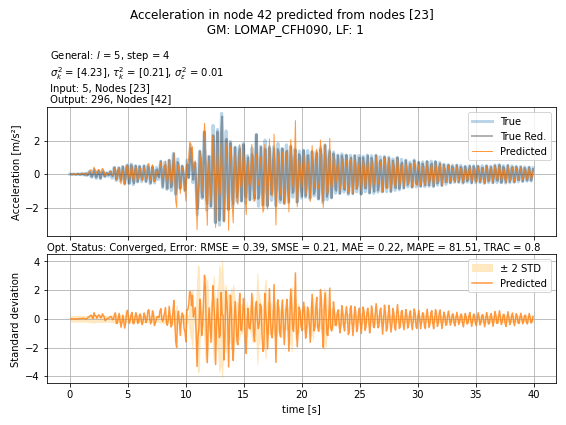 Acceleration in node 42 predicted from nodes [23]
GM: LOMAP_CFH090, LF: 1
General: l = 5, step = 4
σ²ₖ = [4.23], τ²ₖ = [0.21], σ²ε = 0.01
Input: 5, Nodes [23]
Output: 296, Nodes [42]
True
True Red.
Predicted
Acceleration [m/s²]
2
0
−2
Opt. Status: Converged, Error: RMSE = 0.39, SMSE = 0.21, MAE = 0.22, MAPE = 81.51, TRAC = 0.8
± 2 STD
Predicted
Standard deviation
4
2
0
−2
−4
0 5 10 15 20 25 30 35 40
time [s]